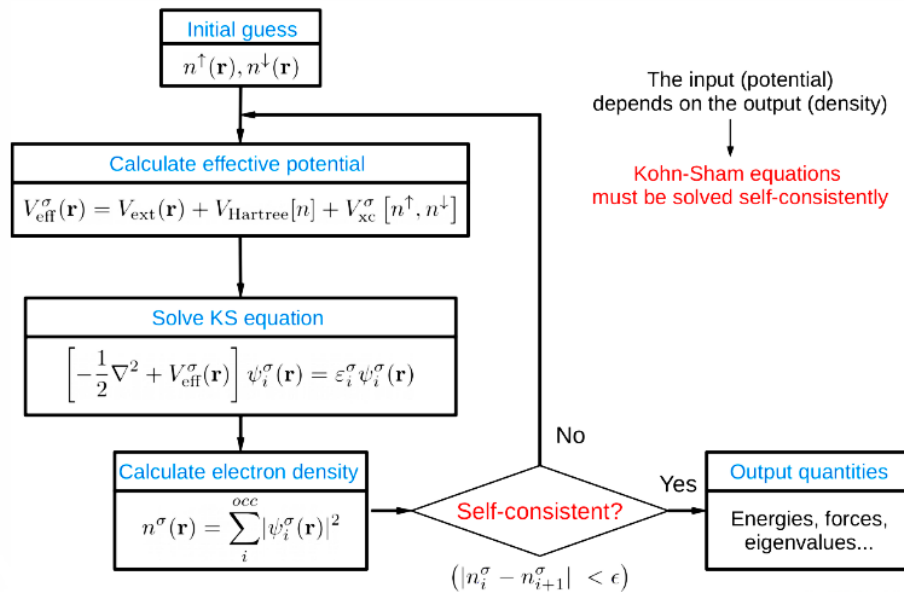 Initial guess
n↑(r), n↓(r)
The input (potential)
depends on the output (density)
Kohn-Sham equations
must be solved self-consistently
Calculate effective potential
V^σ_eff(r) = V_ext(r) + V_Hartree[n] + V^σ_xc [n↑, n↓]
Solve KS equation
[−1/2 ∇² + V^σ_eff(r)] ψ^σ_i(r) = ε^σ_i ψ^σ_i(r)
No
Calculate electron density
n^σ(r) = ∑_i^occ |ψ^σ_i(r)|²
Self-consistent?
(|n^σ_i − n^σ_{i+1}| < ϵ)
Yes
Output quantities
Energies, forces,
eigenvalues...